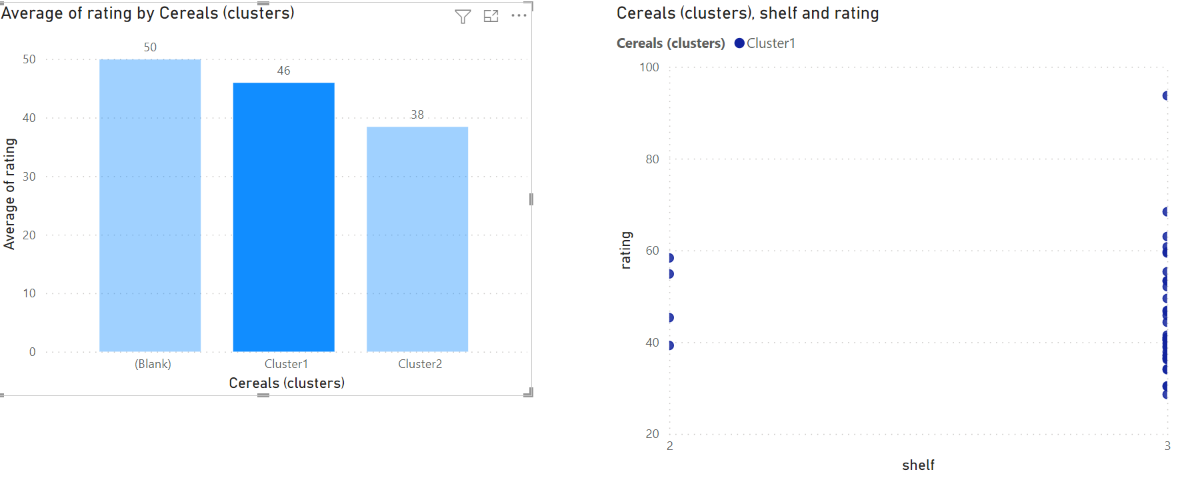 Average of rating by Cereals (clusters)
50
46
38
50
40
30
20
10
0
Average of rating
(Blank)
Cluster1
Cluster2
Cereals (clusters)
Cereals (clusters), shelf and rating
Cereals (clusters) Cluster1
100
80
60
40
20
rating
2
3
shelf